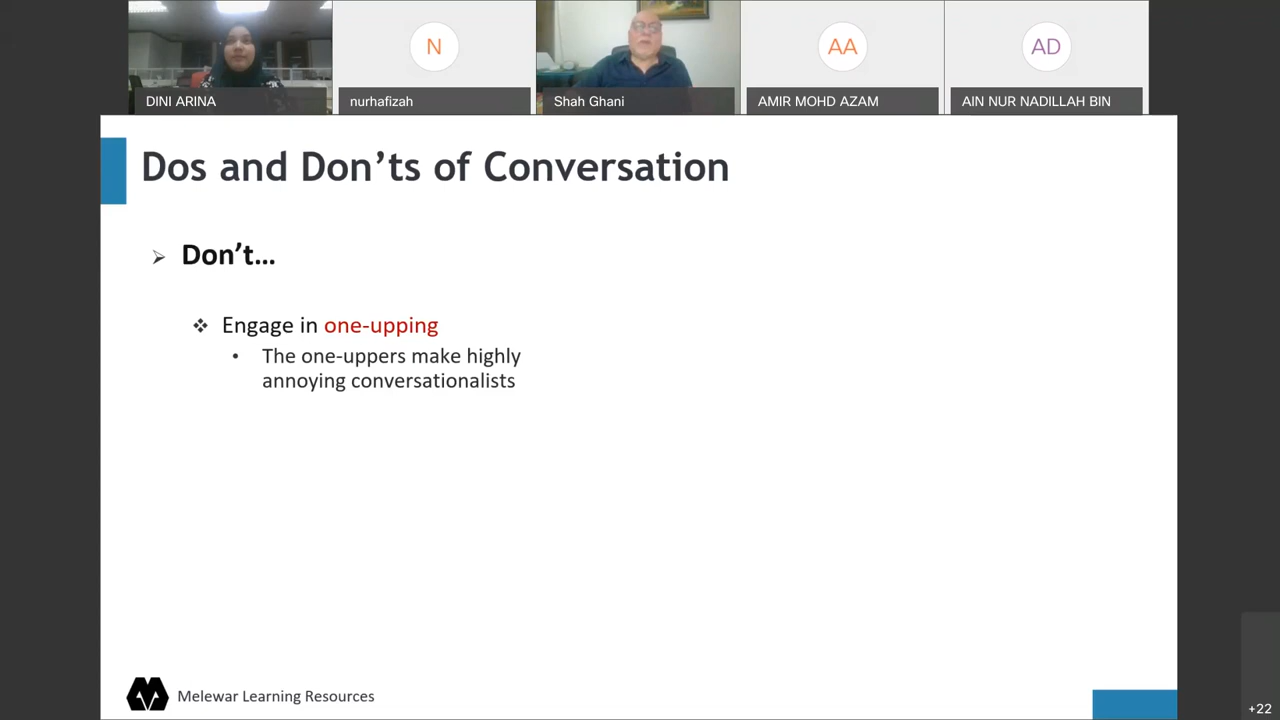 N
AA
AD
DINI ARINA
nurhafizah
Shah Ghani
AMIR MOHD AZAM
AIN NUR NADILLAH BIN
Dos and Don’ts of Conversation
➢ Don’t…
❖ Engage in one-upping
• The one-uppers make highly
annoying conversationalists
Melewar Learning Resources
+22